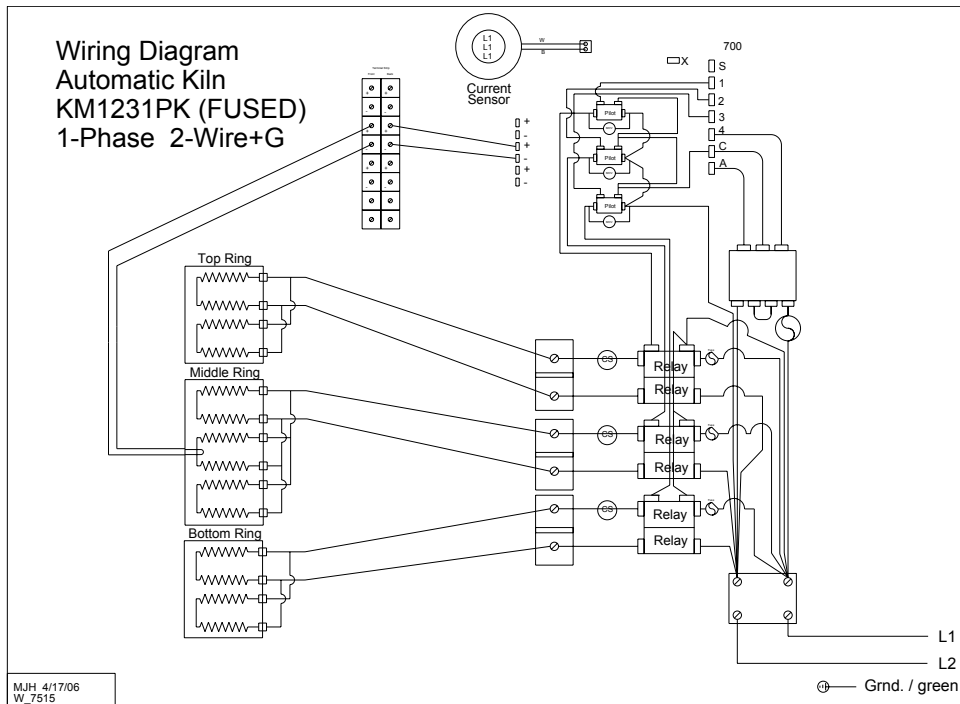 Wiring Diagram
Automatic Kiln
KM1231PK (FUSED)
1-Phase 2-Wire+G
L1
L1
L1
W
B
Current
Sensor
700
X
S
1
2
3
4
C
A
+
-
+
-
+
-
Pilot
Pilot
Pilot
Top Ring
Middle Ring
Bottom Ring
CS
Relay
Relay
CS
Relay
Relay
CS
Relay
Relay
L1
L2
Grnd. / green
MJH 4/17/06
W_7515